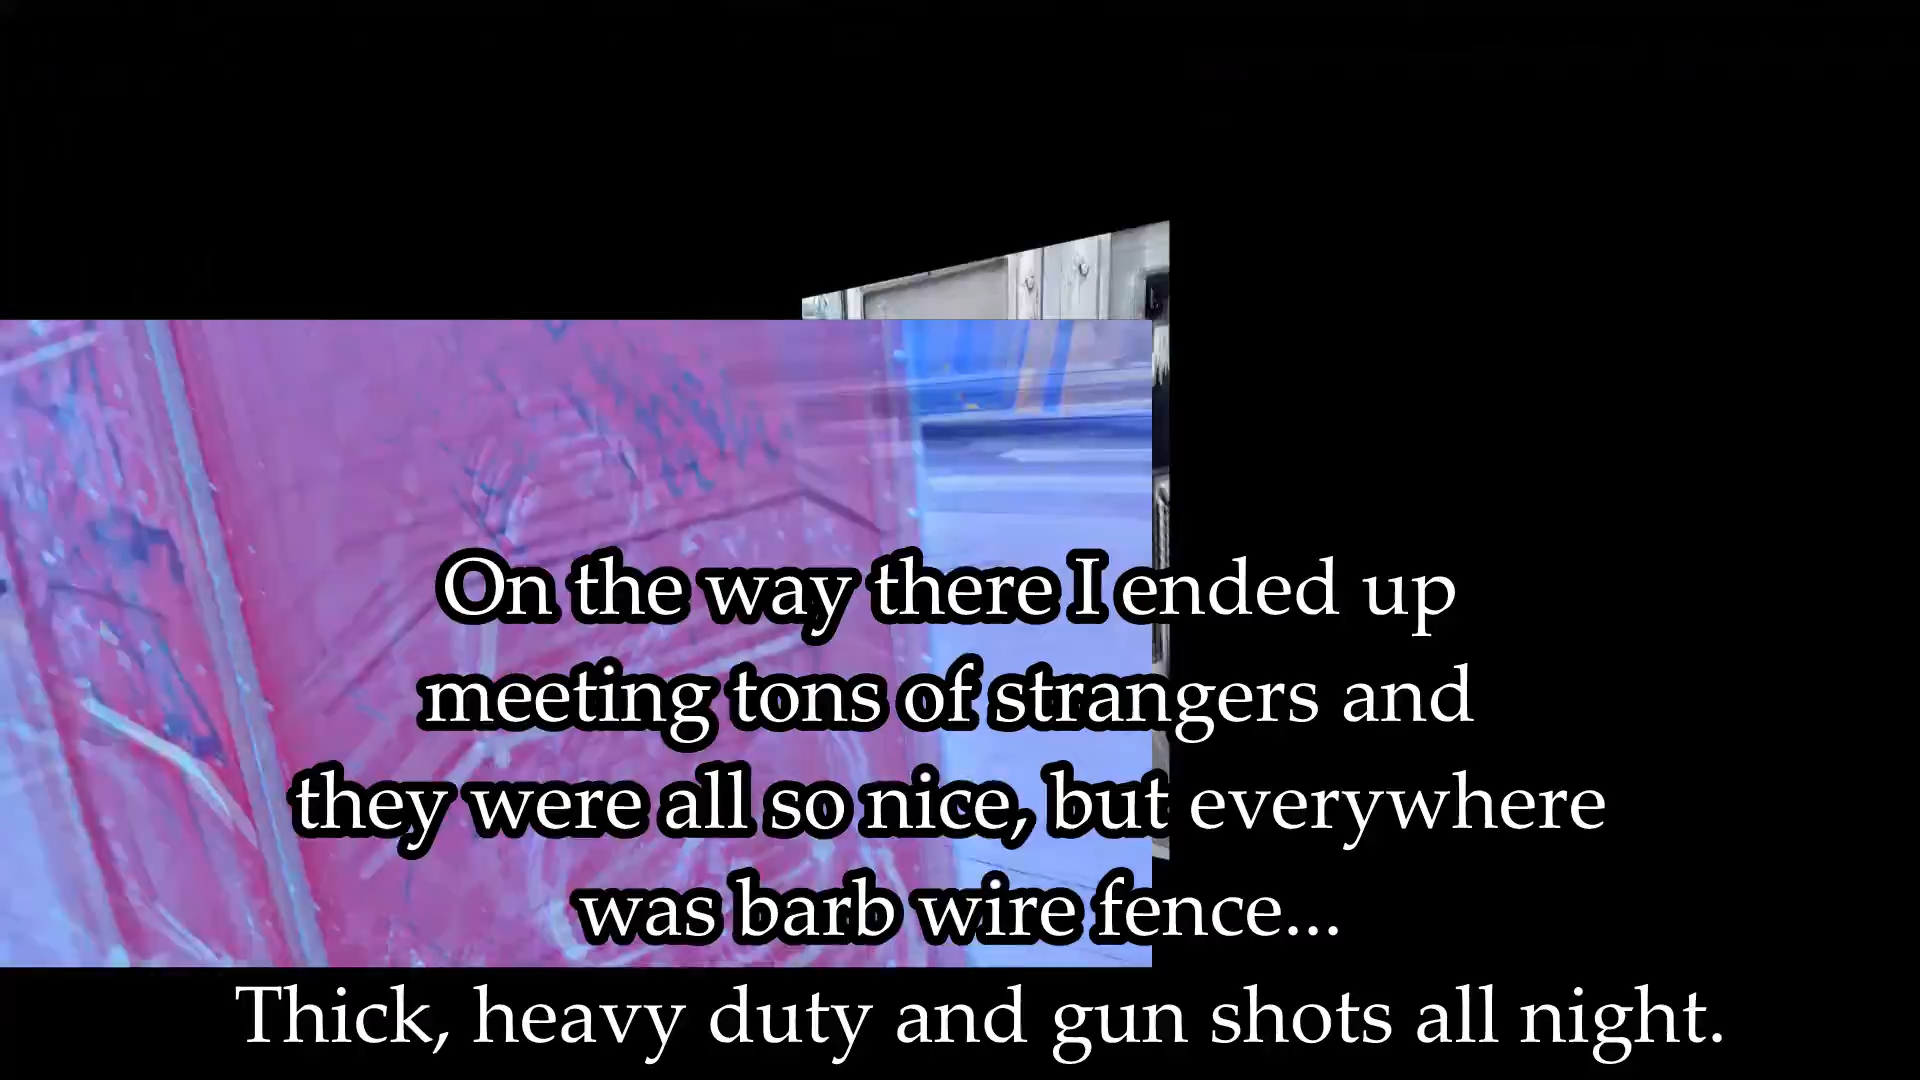 On the way there I ended up
meeting tons of strangers and
they were all so nice, but everywhere
was barb wire fence...
Thick, heavy duty and gun shots all night.